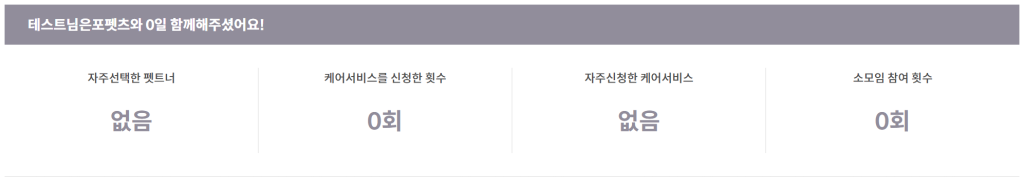 테스트님은포펫츠와 0일 함께해주셨어요!
자주선택한 펫트너
없음
케어서비스를 신청한 횟수
0회
자주신청한 케어서비스
없음
소모임 참여 횟수
0회